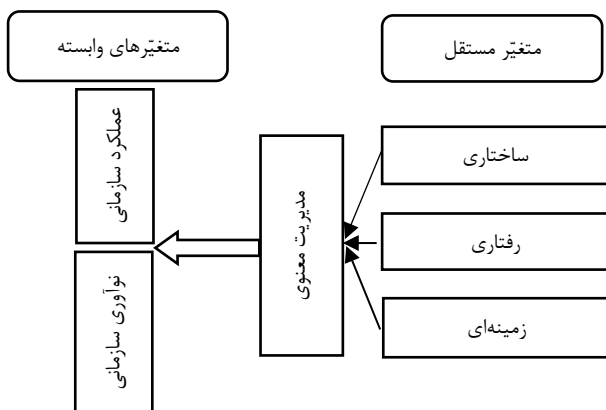 متغیّر مستقل
متغیّرهای وابسته
ساختاری
رفتاری
زمینه‌ای
مدیریت معنوی
عملکرد سازمانی
نوآوری سازمانی